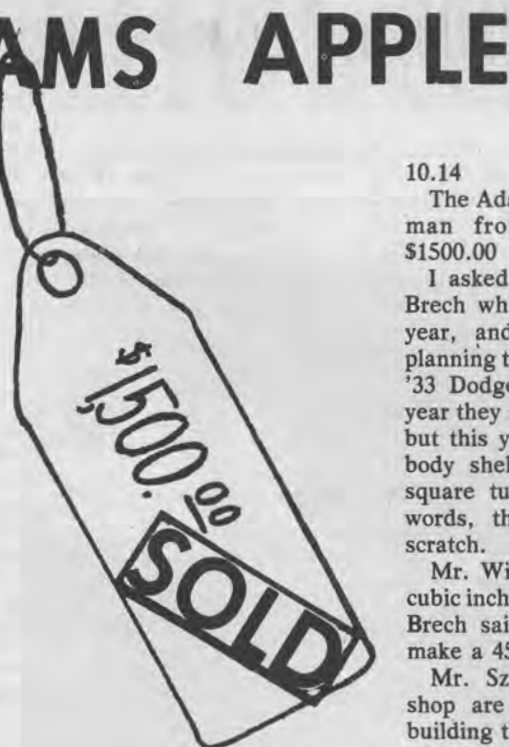 AMS APPLE
$1,500.00
SOLD
10.14
The Ada
man fro
$1500.00
I asked
Brech wh
year, and
planning t
'33 Dodge
year they
but this y
body shel
square tu
words, th
scratch.
Mr. Wi
cubic inch
Brech sai
make a 45
Mr. Sz
shop are
building t